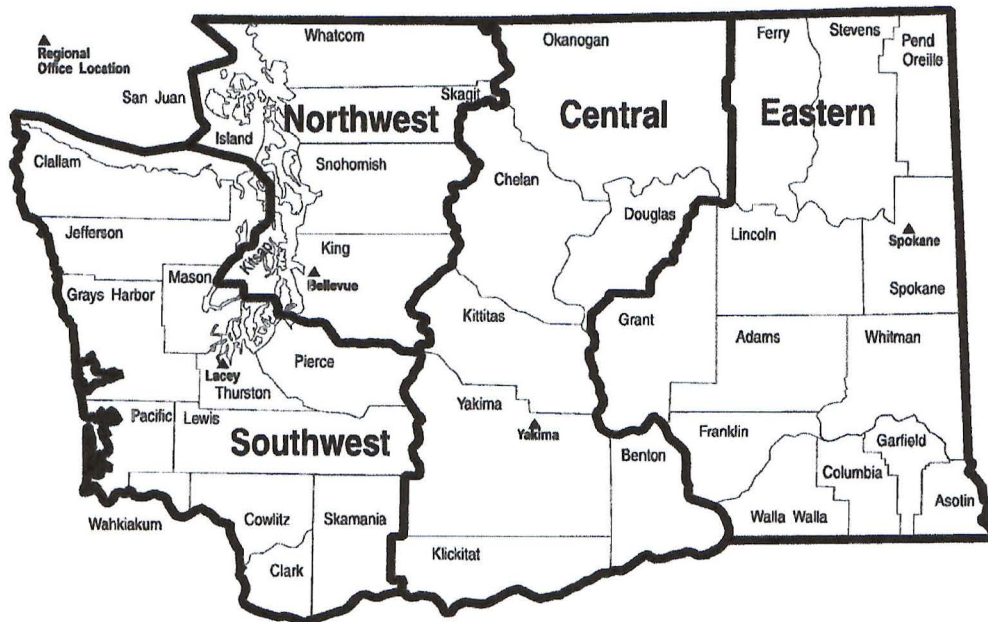 Regional
Office Location
Whatcom
Okanogan
Ferry
Stevens
Pend
Oreille
San Juan
Skagit
Island
Northwest
Central
Eastern
Clallam
Snohomish
Chelan
Douglas
Jefferson
Kitsap
King
Lincoln
Spokane
Mason
Bellevue
Grays Harbor
Kittitas
Grant
Spokane
Adams
Whitman
Pierce
Lacey
Thurston
Yakima
Pacific
Lewis
Yakima
Franklin
Garfield
Southwest
Benton
Columbia
Asotin
Wahkiakum
Cowlitz
Skamania
Walla Walla
Klickitat
Clark